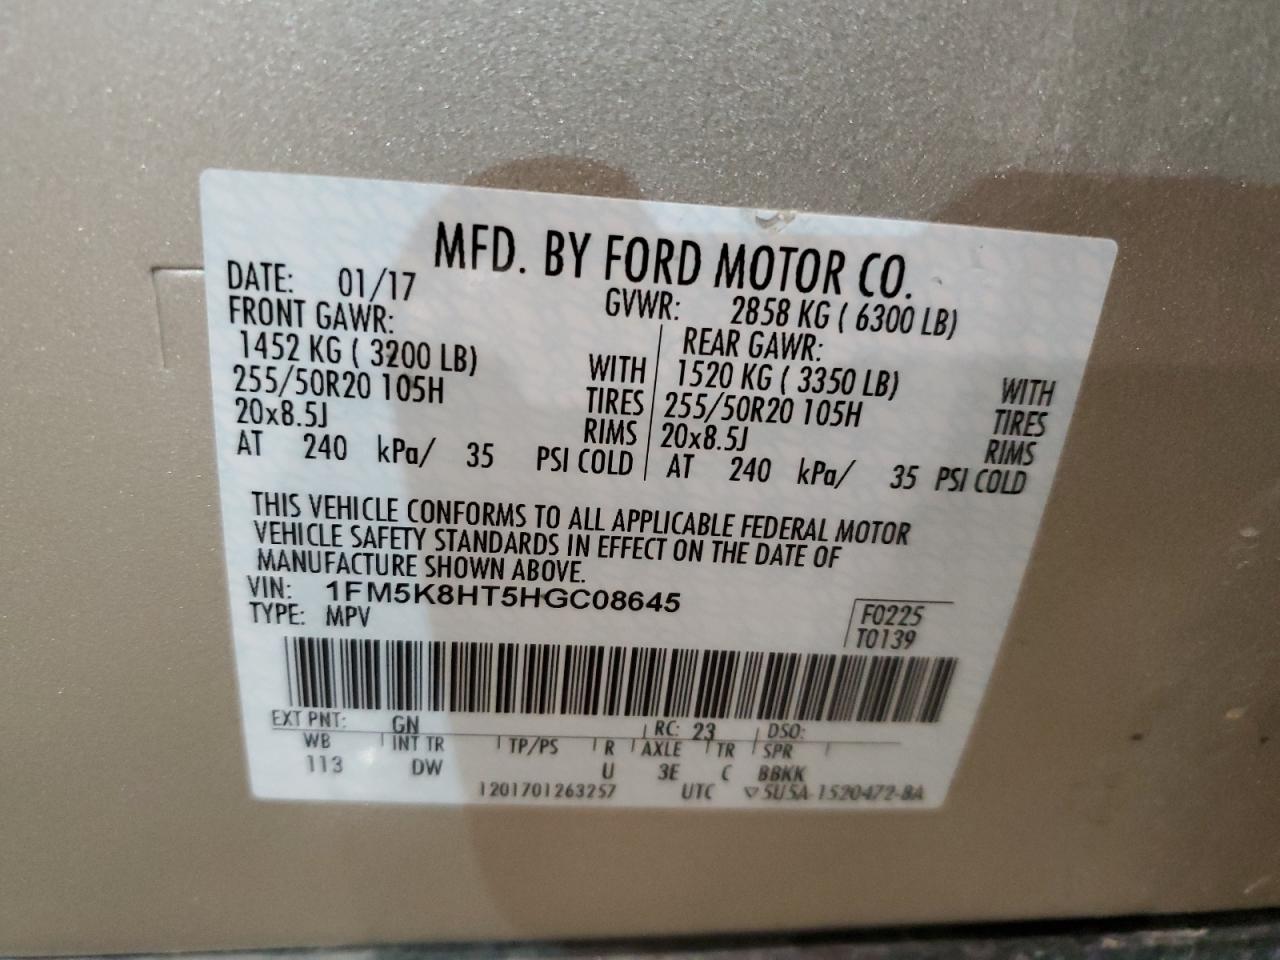 MFD. BY FORD MOTOR CO.
DATE: 01/17 GVWR: 2858 KG ( 6300 LB)
FRONT GAWR: REAR GAWR:
1452 KG ( 3200 LB) WITH 1520 KG ( 3350 LB) WITH
255/50R20 105H TIRES 255/50R20 105H TIRES
20x8.5J RIMS 20x8.5J RIMS
AT 240 kPa/ 35 PSI COLD AT 240 kPa/ 35 PSI COLD
THIS VEHICLE CONFORMS TO ALL APPLICABLE FEDERAL MOTOR
VEHICLE SAFETY STANDARDS IN EFFECT ON THE DATE OF
MANUFACTURE SHOWN ABOVE.
VIN: 1FM5K8HT5HGC08645
TYPE: MPV
F0225
T0139
EXT PNT: GN RC: 23 DSO:
WB INT TR TP/PS R AXLE TR SPR
113 DW U 3E C BBKK
1201701263257 UTC ▽5U5A-1520472-BA